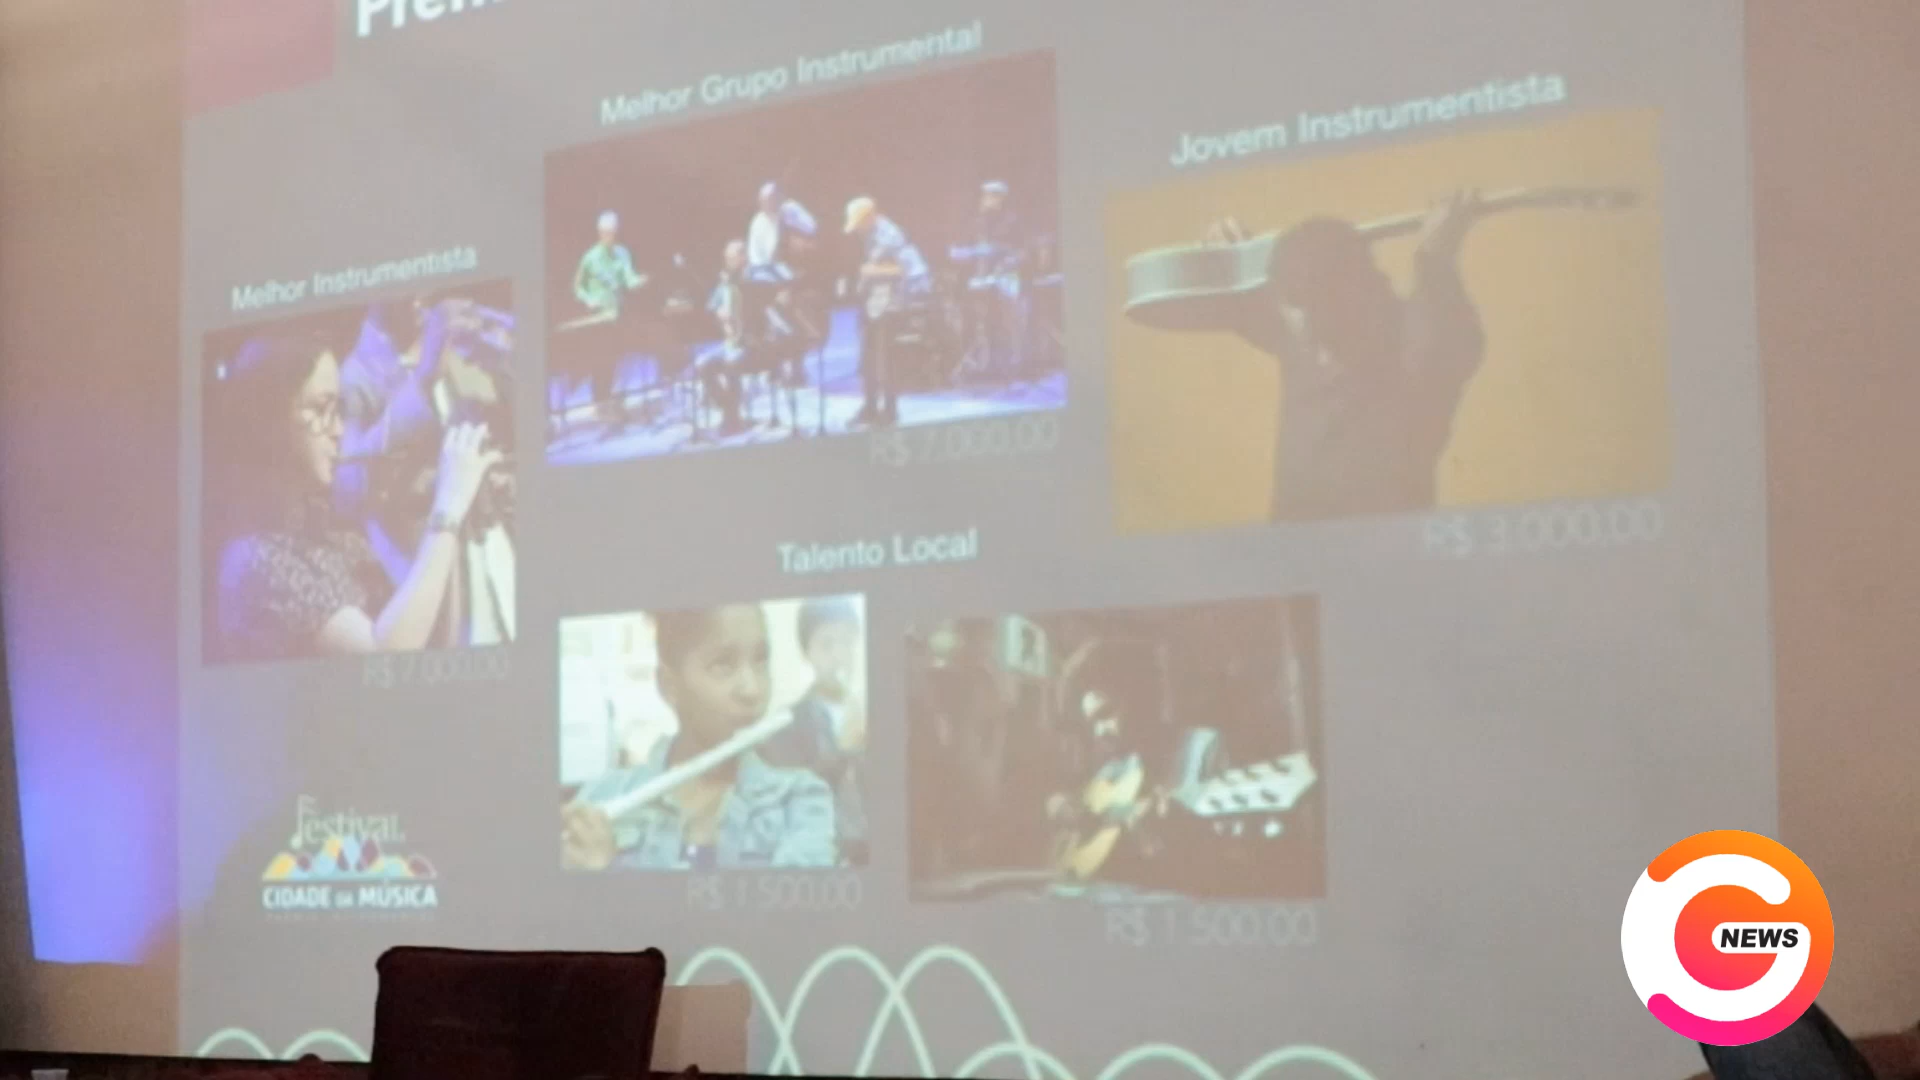 Melhor Grupo Instrumental
Jovem Instrumentista
Melhor Instrumentista
R$ 7.000,00
R$ 3.000,00
Talento Local
R$ 7.000,00
R$ 1.500,00
R$ 1.500,00
Festival
CIDADE DA MÚSICA
NEWS